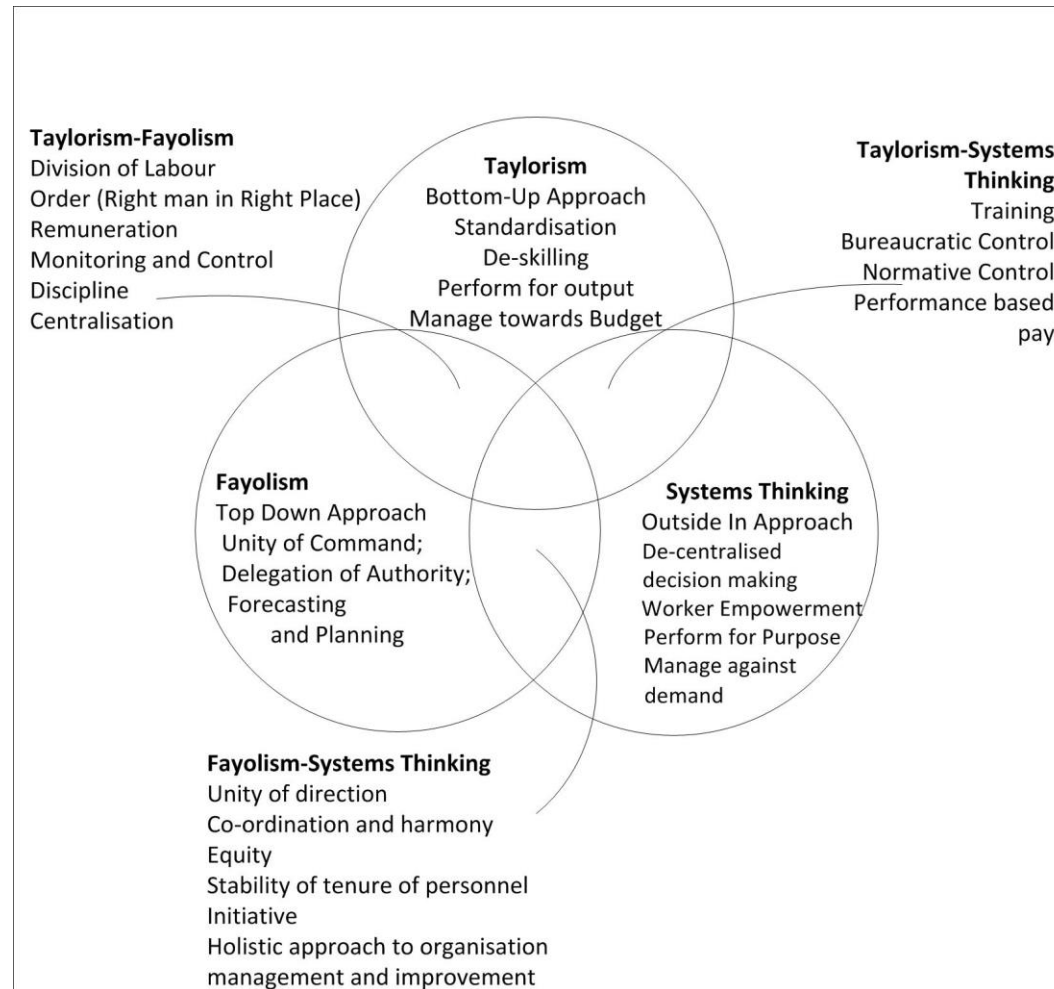 Taylorism-Fayolism
Division of Labour
Order (Right man in Right Place)
Remuneration
Monitoring and Control
Discipline
Centralisation
Taylorism
Bottom-Up Approach
Standardisation
De-skilling
Perform for output
Manage towards Budget
Taylorism-Systems
Thinking
Training
Bureaucratic Control
Normative Control
Performance based
pay
Fayolism
Top Down Approach
Unity of Command;
Delegation of Authority;
Forecasting
and Planning
Systems Thinking
Outside In Approach
De-centralised
decision making
Worker Empowerment
Perform for Purpose
Manage against
demand
Fayolism-Systems Thinking
Unity of direction
Co-ordination and harmony
Equity
Stability of tenure of personnel
Initiative
Holistic approach to organisation
management and improvement